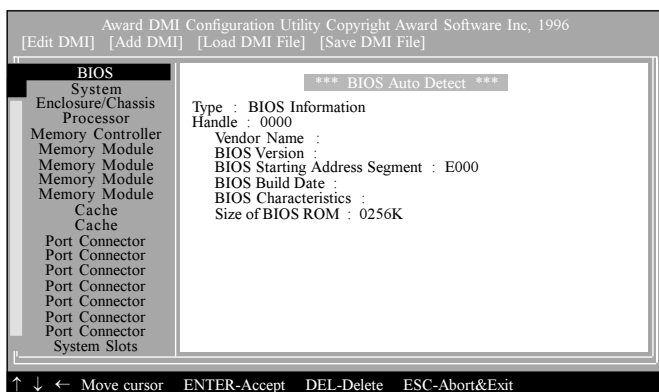 Award DMI Configuration Utility Copyright Award Software Inc, 1996
[Edit DMI] [Add DMI] [Load DMI File] [Save DMI File]
BIOS
System
Enclosure/Chassis
Processor
Memory Controller
Memory Module
Memory Module
Memory Module
Memory Module
Cache
Cache
Port Connector
Port Connector
Port Connector
Port Connector
Port Connector
Port Connector
Port Connector
System Slots
*** BIOS Auto Detect ***
Type : BIOS Information
Handle : 0000
Vendor Name :
BIOS Version :
BIOS Starting Address Segment : E000
BIOS Build Date :
BIOS Characteristics :
Size of BIOS ROM : 0256K
↑ ↓ ← Move cursor ENTER-Accept DEL-Delete ESC-Abort&Exit